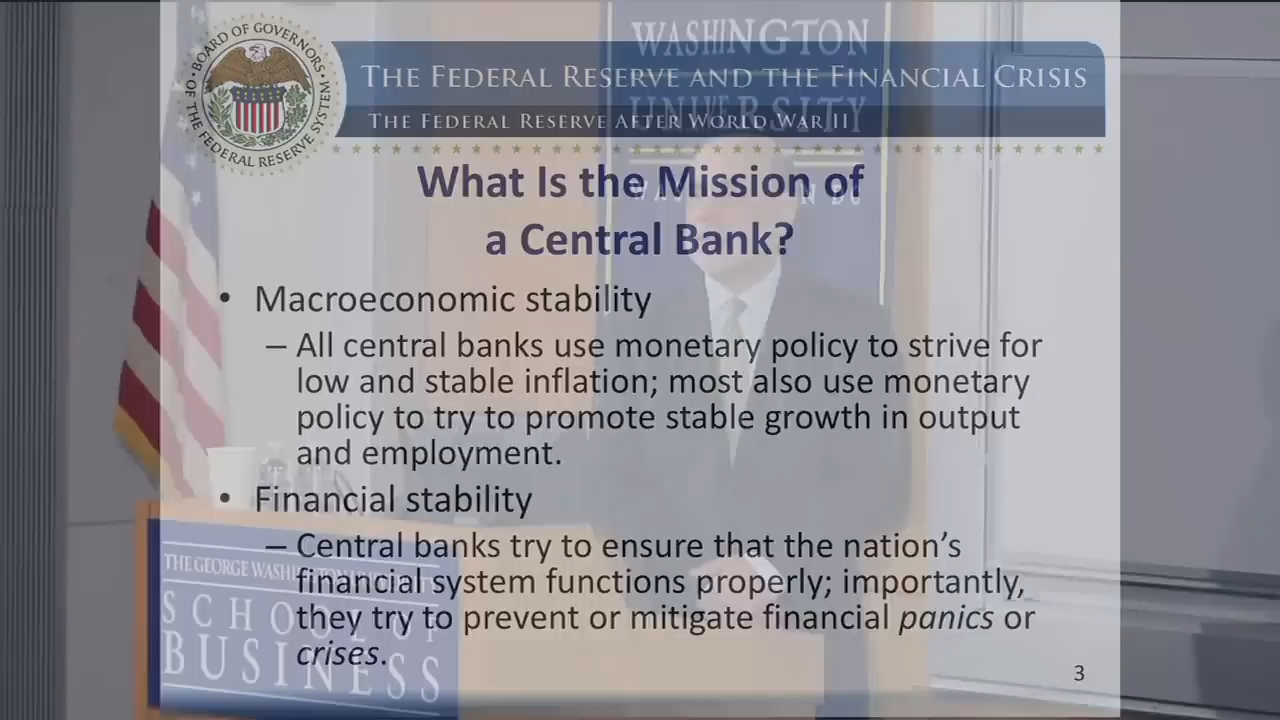 WASHINGTON
UNIVERSITY
BOARD OF GOVERNORS
OF THE FEDERAL RESERVE SYSTEM
THE FEDERAL RESERVE AND THE FINANCIAL CRISIS
THE FEDERAL RESERVE AFTER WORLD WAR II
What Is the Mission of
a Central Bank?
• Macroeconomic stability
– All central banks use monetary policy to strive for
low and stable inflation; most also use monetary
policy to try to promote stable growth in output
and employment.
• Financial stability
– Central banks try to ensure that the nation’s
financial system functions properly; importantly,
they try to prevent or mitigate financial panics or
crises.
THE GEORGE WASHINGTON UNIVERSITY
SCHOOL OF
BUSINESS
3